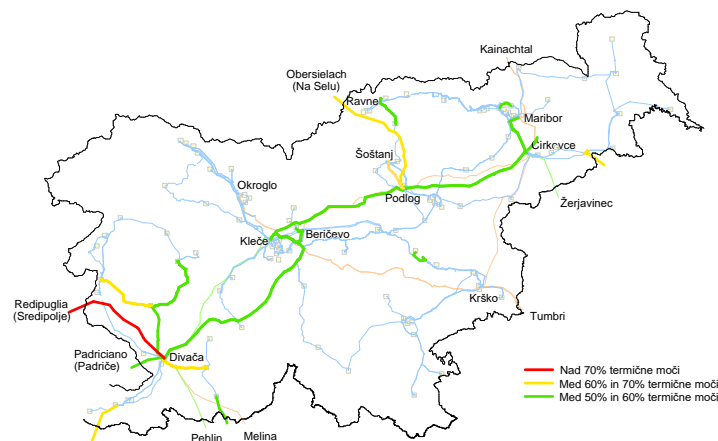 Kainachtal
Obersielach
(Na Selu)
Ravne
Maribor
Cirkovce
Šoštanj
Okroglo
Podlog
Žerjavinec
Kleče
Beričevo
Redipuglia
(Sredipolje)
Krško
Tumbri
Padriciano
(Padriče)
Divača
Nad 70% termične moči
Med 60% in 70% termične moči
Med 50% in 60% termične moči
Pehlin
Melina